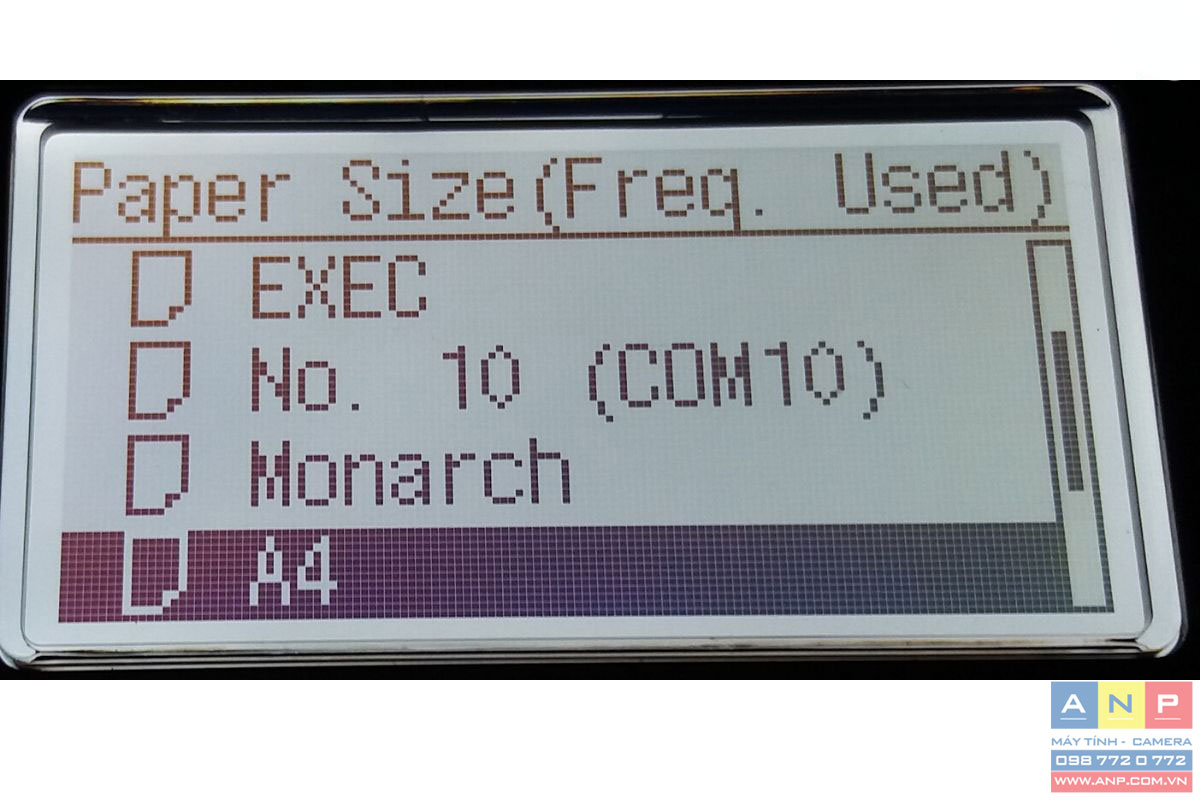 Paper Size(Freq. Used)
EXEC
No. 10 (COM10)
Monarch
A4
ANP
MÁY TÍNH - CAMERA
098 772 0 772
WWW.ANP.COM.VN